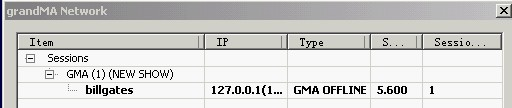 grandMA Network
Item IP Type S... Sessio...
Sessions
GMA (1) (NEW SHOW)
billgates 127.0.0.1(1... GMA OFFLINE 5.600 1